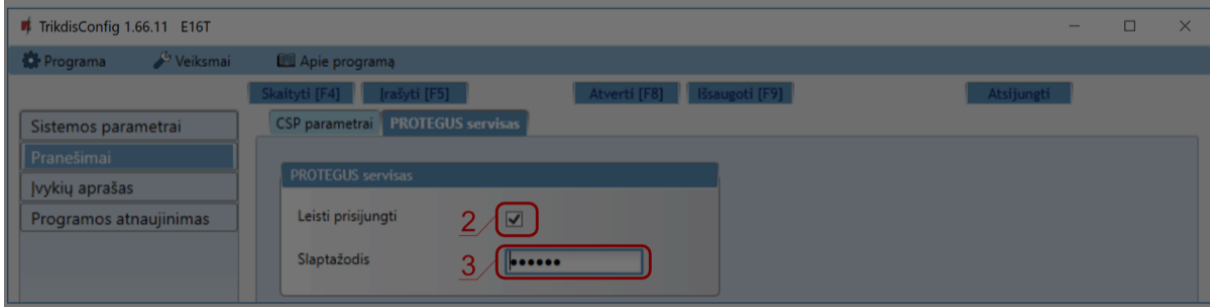 TrikdisConfig 1.66.11 E16T
Programa Veiksmai Apie programą
Skaityti [F4] Įrašyti [F5] Atverti [F8] Išsaugoti [F9] Atsijungti
Sistemos parametrai
Pranešimai
Įvykių aprašas
Programos atnaujinimas
CSP parametrai PROTEGUS servisas
PROTEGUS servisas
Leisti prisijungti 2
Slaptažodis 3 ••••••